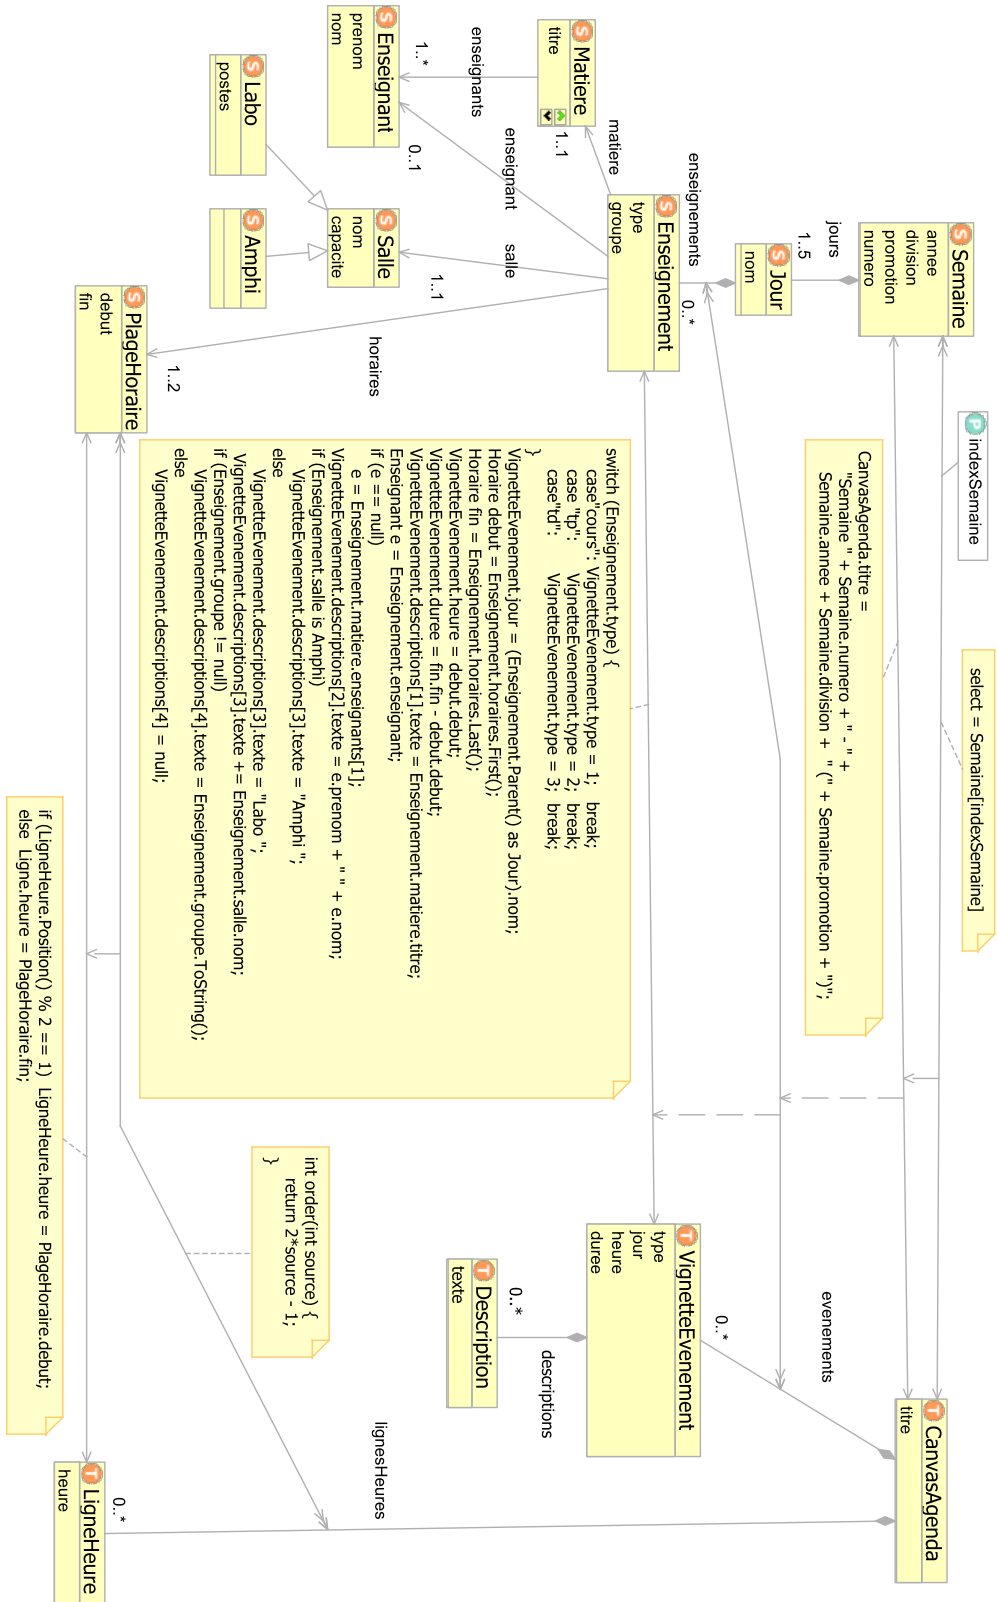 S Semaine
annee
division
promotion
numero
P indexSemaine
select = Semaine[indexSemaine]
T CanvasAgenda
titre
CanvasAgenda.titre =
"Semaine " + Semaine.numero + " - " +
Semaine.annee + Semaine.division + " (" + Semaine.promotion + ")";
jours
1..5
evenements
0..*
S Jour
nom
enseignements
0..*
S Matiere
titre
matiere
1..1
S Enseignement
type
groupe
T VignetteEvenement
type
jour
heure
duree
switch (Enseignement.type) {
case"cours": VignetteEvenement.type = 1; break;
case "tp": VignetteEvenement.type = 2; break;
case"td": VignetteEvenement.type = 3; break;
}
VignetteEvenement.jour = (Enseignement.Parent() as Jour).nom;
Horaire debut = Enseignement.horaires.First();
Horaire fin = Enseignement.horaires.Last();
VignetteEvenement.heure = debut.debut;
VignetteEvenement.duree = fin.fin - debut.debut;
VignetteEvenement.descriptions[1].texte = Enseignement.matiere.titre;
Enseignant e = Enseignement.enseignant;
if (e == null)
e = Enseignement.matiere.enseignants[1];
VignetteEvenement.descriptions[2].texte = e.prenom + " " + e.nom;
if (Enseignement.salle is Amphi)
VignetteEvenement.descriptions[3].texte = "Amphi ";
else
VignetteEvenement.descriptions[3].texte = "Labo ";
VignetteEvenement.descriptions[3].texte += Enseignement.salle.nom;
if (Enseignement.groupe != null)
VignetteEvenement.descriptions[4].texte = Enseignement.groupe.ToString();
else
VignetteEvenement.descriptions[4] = null;
enseignants
1..*
enseignant
0..1
salle
1..1
descriptions
0..*
T Description
texte
S Enseignant
prenom
nom
S Salle
nom
capacite
horaires
1..2
lignesHeures
0..*
int order(int source) {
return 2*source - 1;
}
S Labo
postes
S Amphi
S PlageHoraire
debut
fin
T LigneHeure
heure
if (LigneHeure.Position() % 2 == 1) LigneHeure.heure = PlageHoraire.debut;
else Ligne.heure = PlageHoraire.fin;